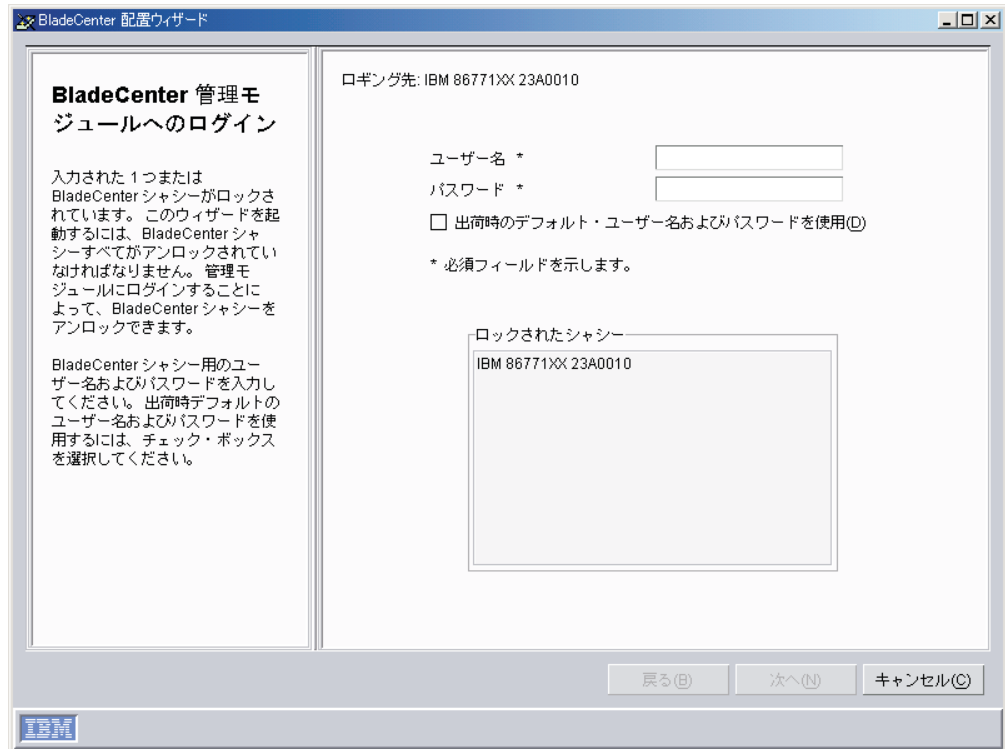 BladeCenter 配置ウィザード
BladeCenter 管理モ
ジュールへのログイン
入力された 1 つまたは
BladeCenter シャシーがロックさ
れています。このウィザードを起
動するには、BladeCenter シャ
シーすべてがアンロックされてい
なければなりません。管理モ
ジュールにログインすることに
よって、BladeCenter シャシーを
アンロックできます。
BladeCenter シャシー用のユー
ザー名およびパスワードを入力し
てください。出荷時デフォルトの
ユーザー名およびパスワードを使
用するには、チェック・ボックス
を選択してください。
ロギング先: IBM 86771XX 23A0010
ユーザー名 *
パスワード *
出荷時のデフォルト・ユーザー名およびパスワードを使用(D)
* 必須フィールドを示します。
ロックされたシャシー
IBM 86771XX 23A0010
戻る(B) 次へ(N) キャンセル(C)
IBM